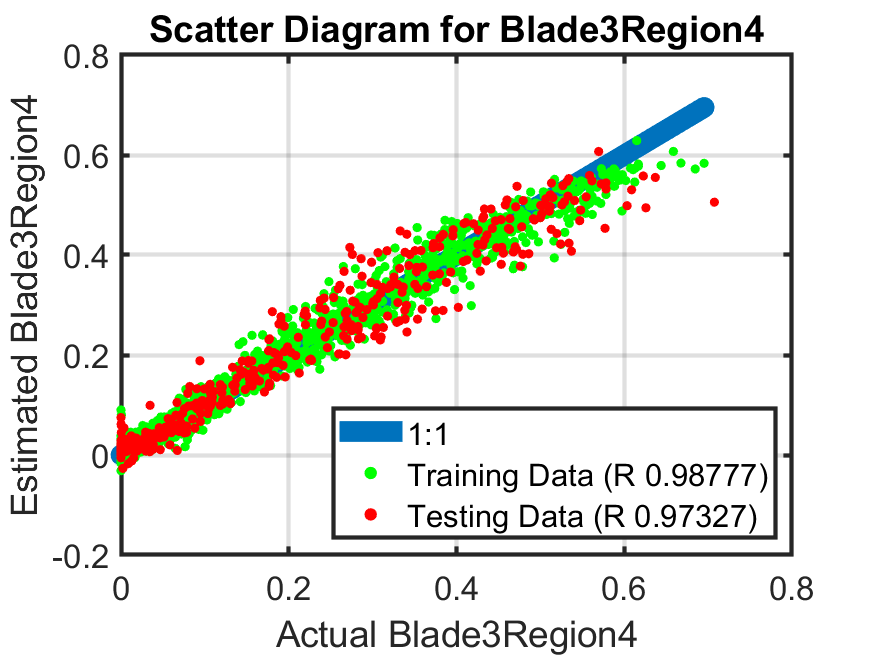 Scatter Diagram for Blade3Region4
0.8
0.6
0.4
0.2
0
-0.2
Estimated Blade3Region4
1:1
Training Data (R 0.98777)
Testing Data (R 0.97327)
0 0.2 0.4 0.6 0.8
Actual Blade3Region4